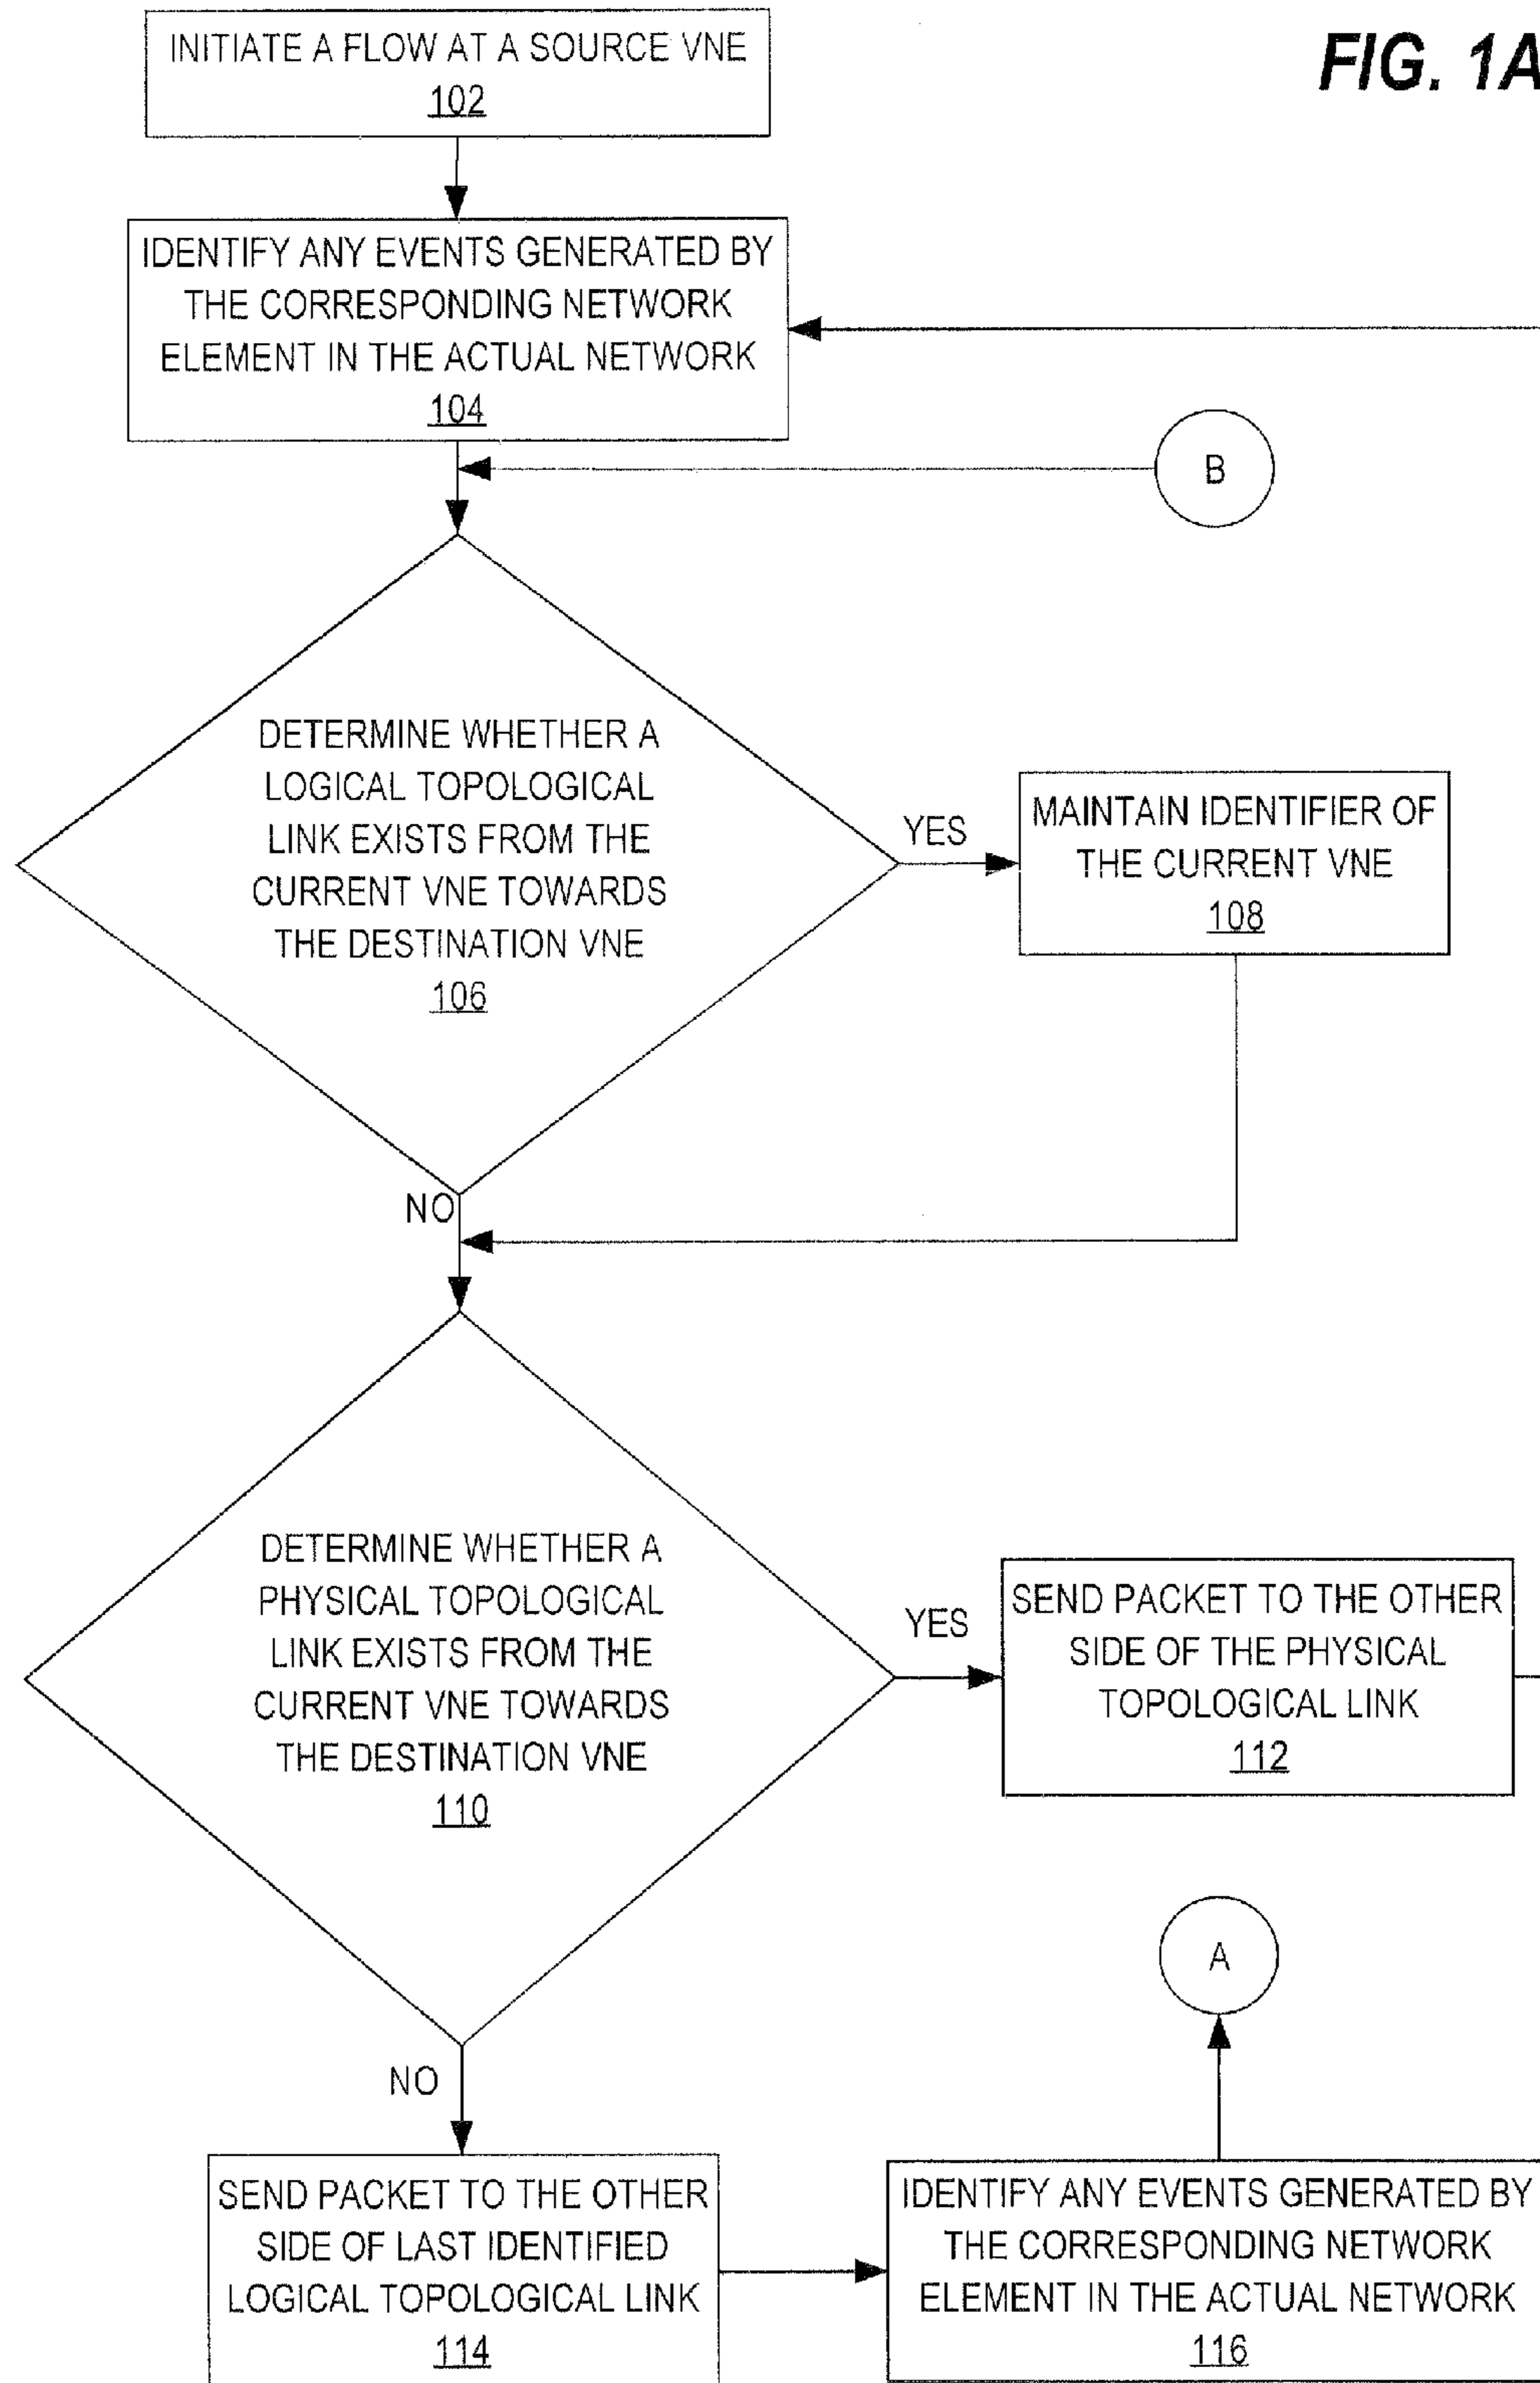 FIG. 1A
INITIATE A FLOW AT A SOURCE VNE
102
IDENTIFY ANY EVENTS GENERATED BY
THE CORRESPONDING NETWORK
ELEMENT IN THE ACTUAL NETWORK
104
B
DETERMINE WHETHER A
LOGICAL TOPOLOGICAL
LINK EXISTS FROM THE
CURRENT VNE TOWARDS
THE DESTINATION VNE
106
YES
MAINTAIN IDENTIFIER OF
THE CURRENT VNE
108
NO
DETERMINE WHETHER A
PHYSICAL TOPOLOGICAL
LINK EXISTS FROM THE
CURRENT VNE TOWARDS
THE DESTINATION VNE
110
YES
SEND PACKET TO THE OTHER
SIDE OF THE PHYSICAL
TOPOLOGICAL LINK
112
A
NO
SEND PACKET TO THE OTHER
SIDE OF LAST IDENTIFIED
LOGICAL TOPOLOGICAL LINK
114
IDENTIFY ANY EVENTS GENERATED BY
THE CORRESPONDING NETWORK
ELEMENT IN THE ACTUAL NETWORK
116